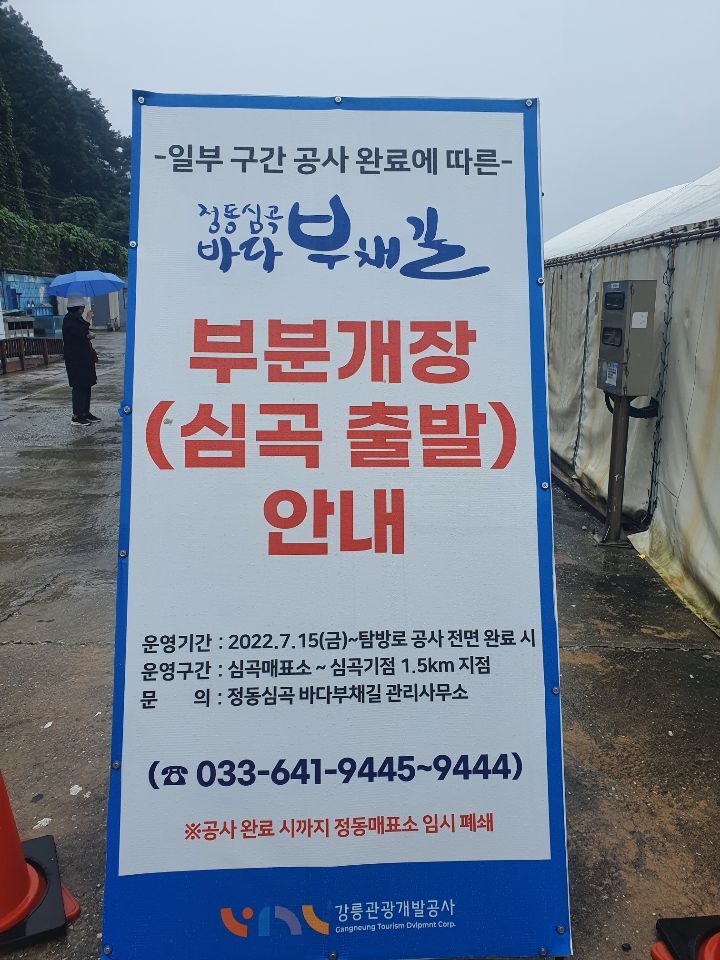 -일부 구간 공사 완료에 따른-
정동심곡
바다 부채길
부분개장
(심곡 출발)
안내
운영기간 : 2022.7.15(금)~탐방로 공사 전면 완료 시
운영구간 : 심곡매표소 ~ 심곡기점 1.5km 지점
문 의 : 정동심곡 바다부채길 관리사무소
(☎ 033-641-9445~9444)
※공사 완료 시까지 정동매표소 임시 폐쇄
강릉관광개발공사
Gangneung Tourism Dvlpmnt Corp.